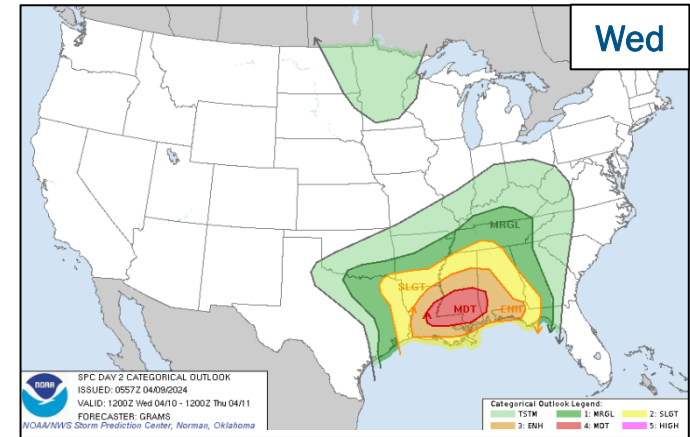 Wed
MRGL
SLGT
MDT
ENH
NOAA
SPC DAY 2 CATEGORICAL OUTLOOK
ISSUED: 0557Z 04/09/2024
VALID: 1200Z Wed 04/10 - 1200Z Thu 04/11
FORECASTER: GRAMS
NOAA/NWS Storm Prediction Center, Norman, Oklahoma
Categorical Outlook Legend:
TSTM 1: MRGL 2: SLGT
3: ENH 4: MDT 5: HIGH